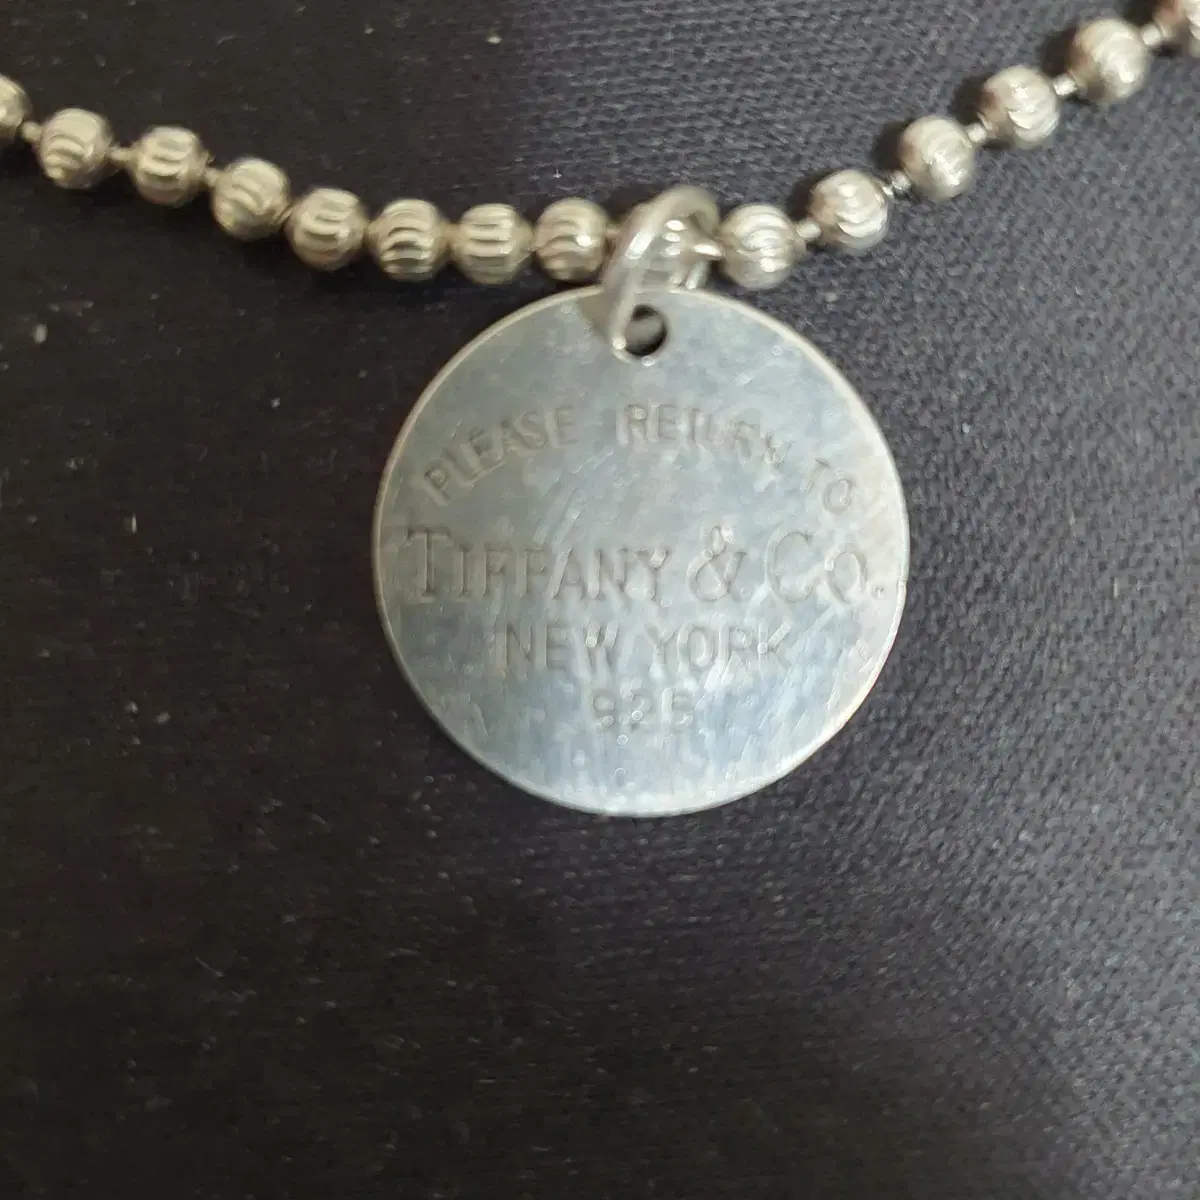 PLEASE RETURN TO
TIFFANY & CO.
NEW YORK
925